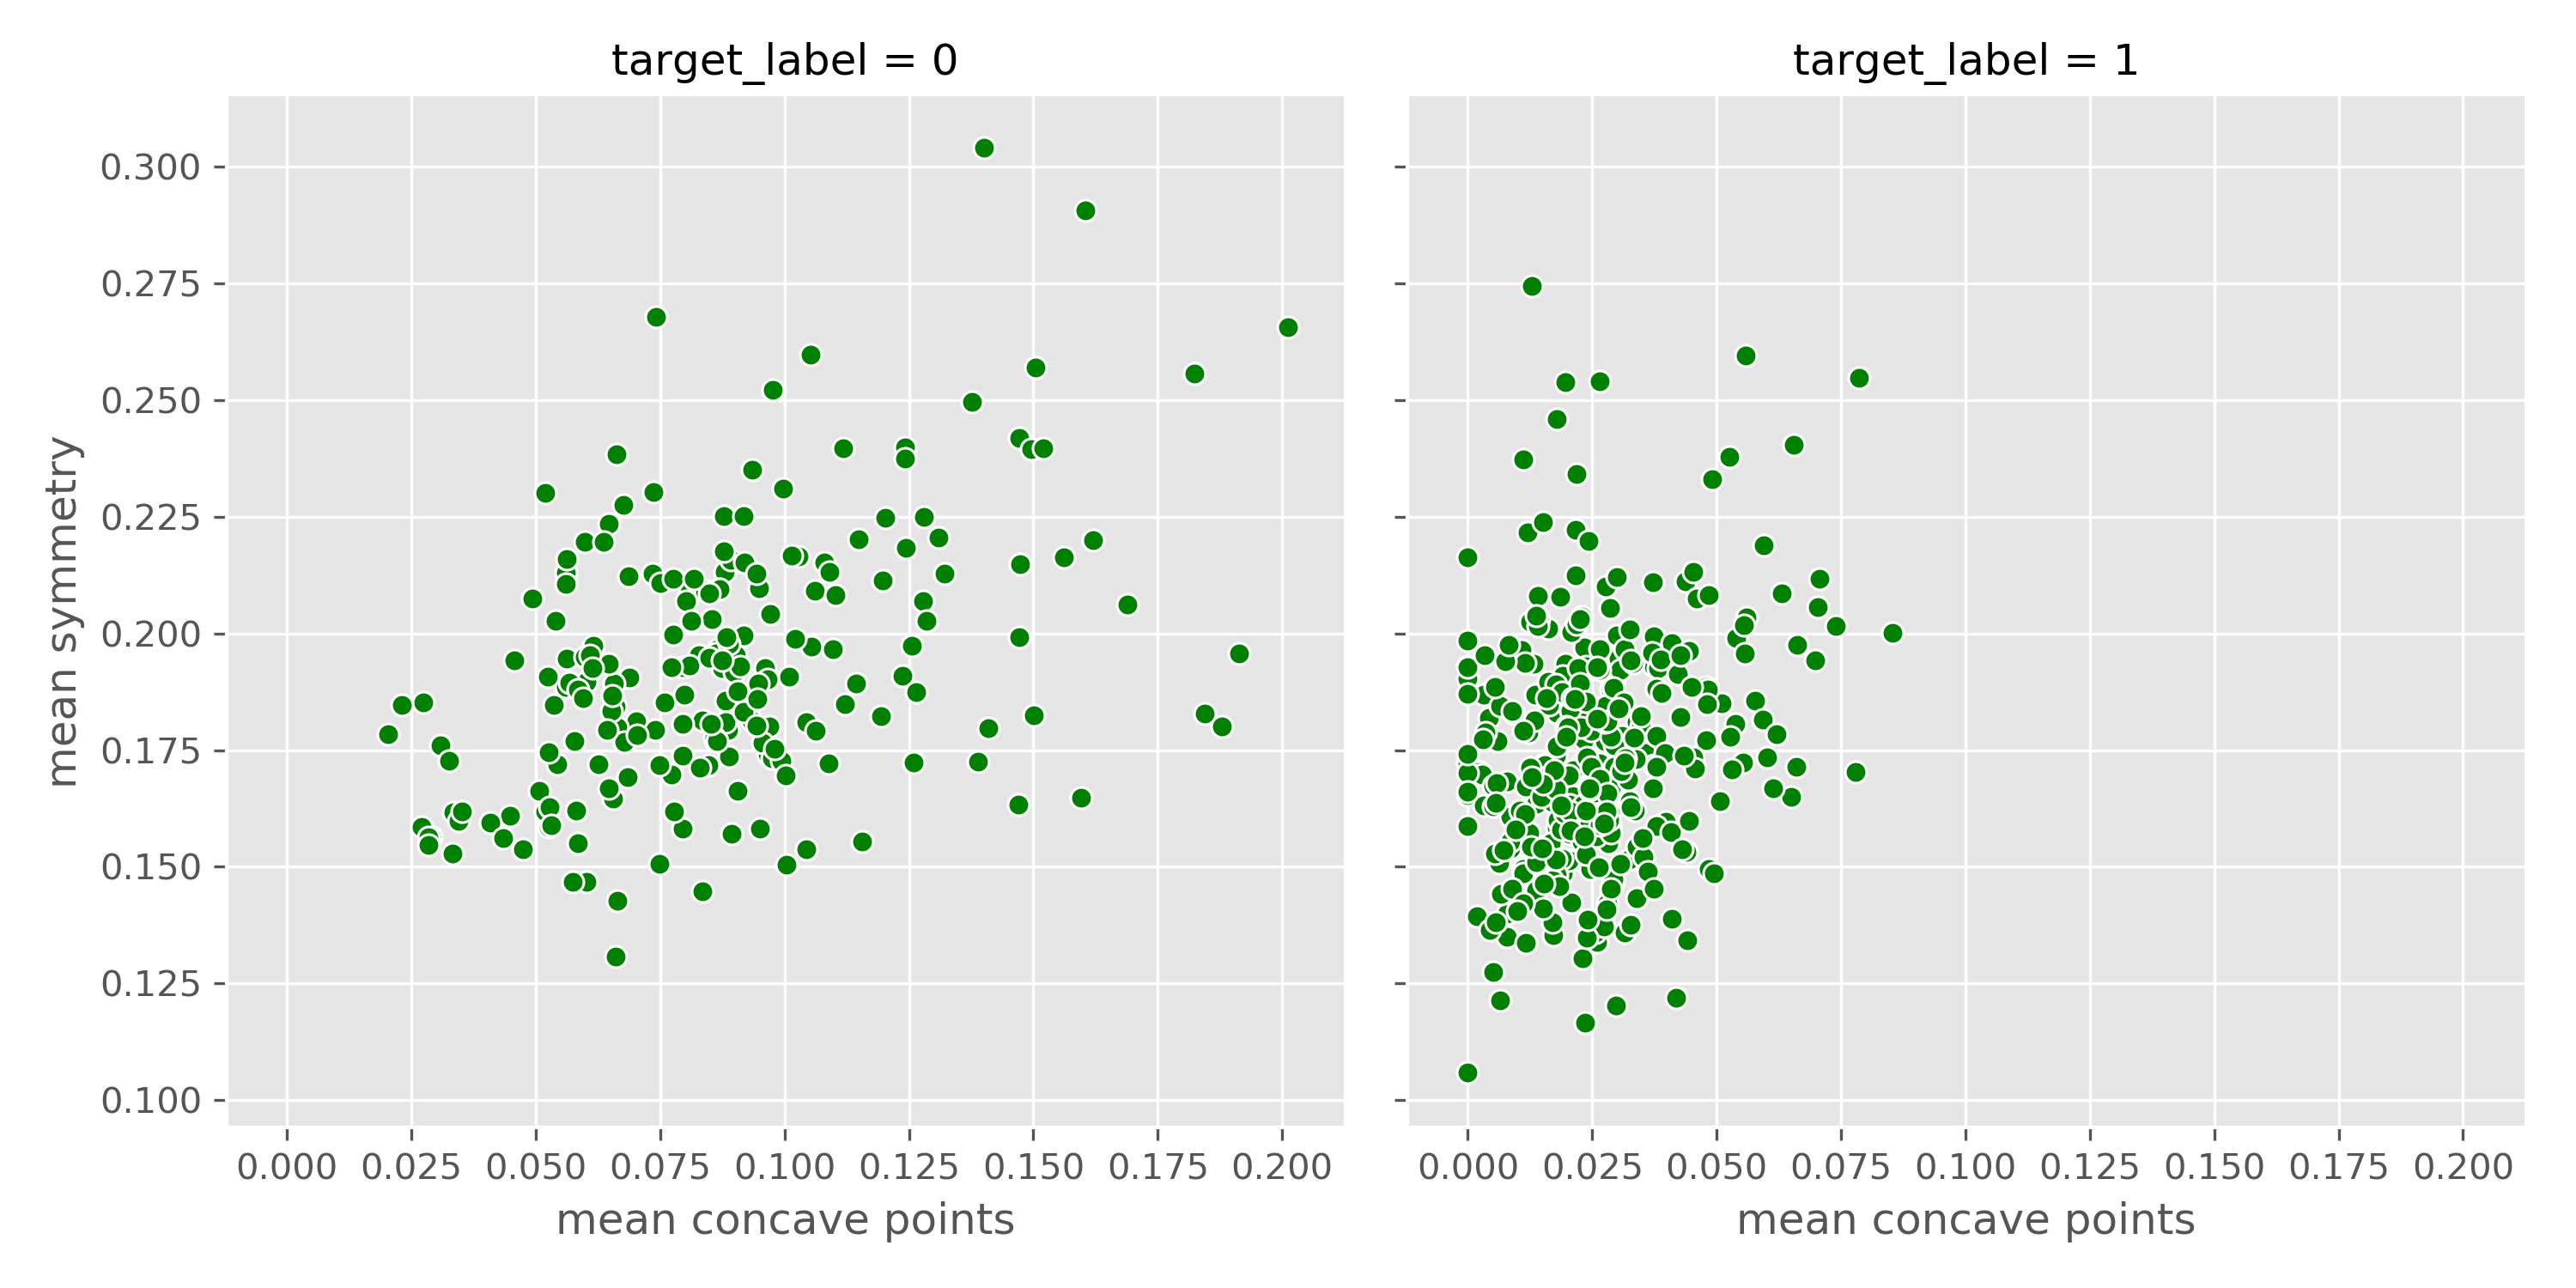 target_label = 0
target_label = 1
0.300
0.275
0.250
0.225
0.200
0.175
0.150
0.125
0.100
mean symmetry
0.000 0.025 0.050 0.075 0.100 0.125 0.150 0.175 0.200
0.000 0.025 0.050 0.075 0.100 0.125 0.150 0.175 0.200
mean concave points
mean concave points